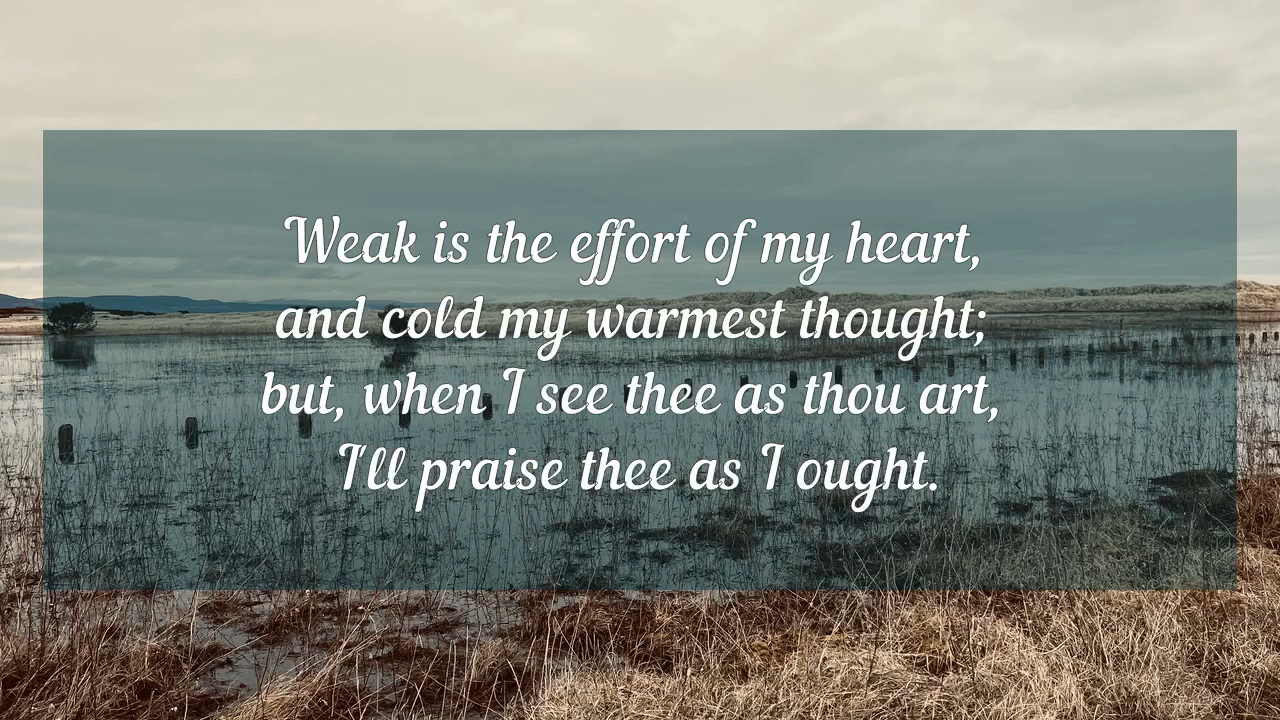 Weak is the effort of my heart,
and cold my warmest thought;
but, when I see thee as thou art,
I'll praise thee as I ought.